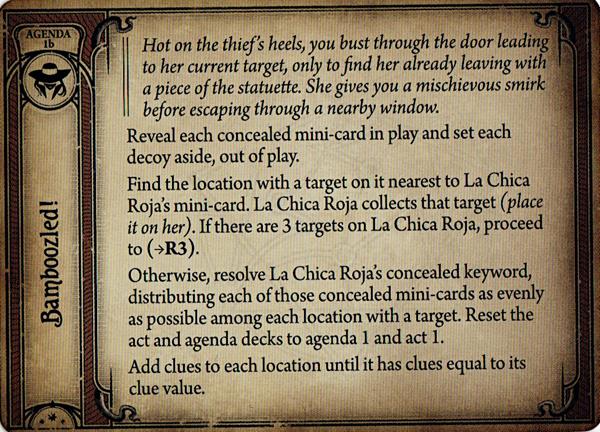 AGENDA
1b
Bamboozled!
Hot on the thief's heels, you bust through the door leading
to her current target, only to find her already leaving with
a piece of the statuette. She gives you a mischievous smirk
before escaping through a nearby window.
Reveal each concealed mini-card in play and set each
decoy aside, out of play.
Find the location with a target on it nearest to La Chica
Roja's mini-card. La Chica Roja collects that target (place
it on her). If there are 3 targets on La Chica Roja, proceed
to (→R3).
Otherwise, resolve La Chica Roja's concealed keyword,
distributing each of those concealed mini-cards as evenly
as possible among each location with a target. Reset the
act and agenda decks to agenda 1 and act 1.
Add clues to each location until it has clues equal to its
clue value.